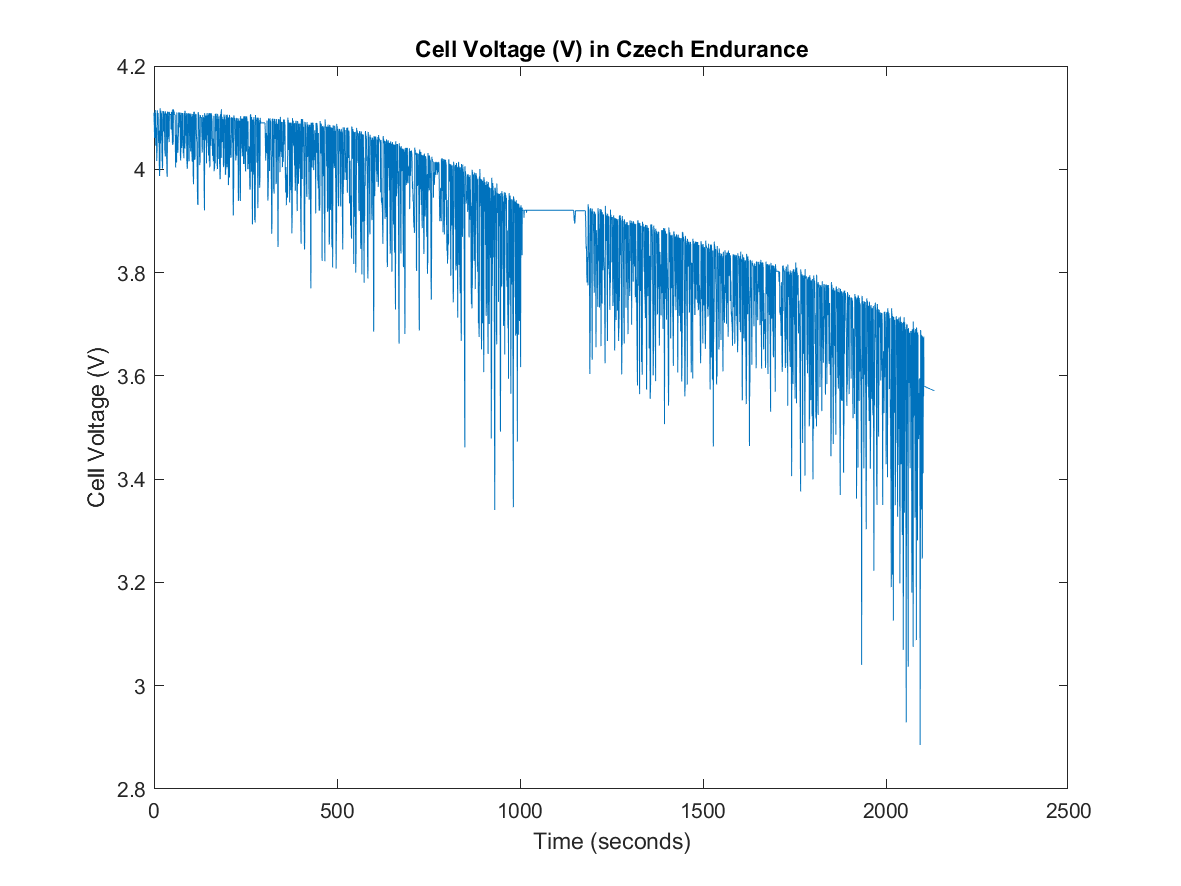 Cell Voltage (V) in Czech Endurance
4.2
4
3.8
3.6
3.4
3.2
3
2.8
Cell Voltage (V)
0 500 1000 1500 2000 2500
Time (seconds)